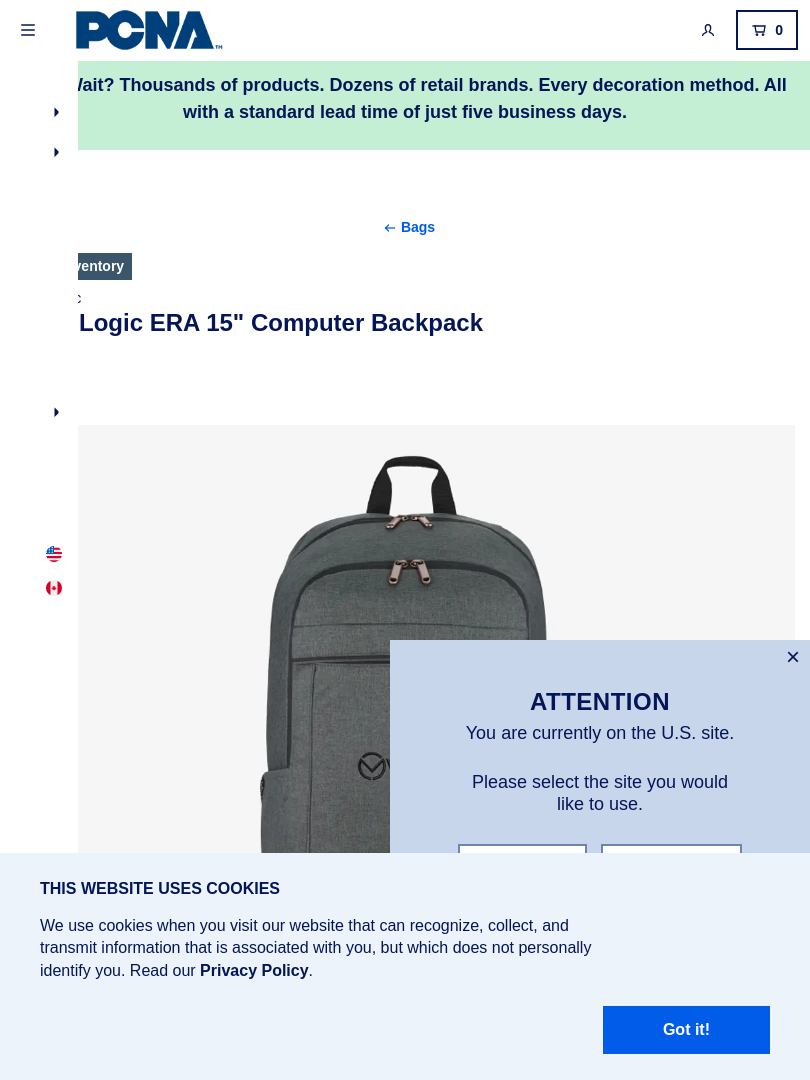 PCNA
TM
0
Wait? Thousands of products. Dozens of retail brands. Every decoration method. All
with a standard lead time of just five business days.
Bags
Logic ERA 15" Computer Backpack
ATTENTION
You are currently on the U.S. site.
Please select the site you would
like to use.
THIS WEBSITE USES COOKIES
We use cookies when you visit our website that can recognize, collect, and
transmit information that is associated with you, but which does not personally
identify you. Read our Privacy Policy.
Got it!